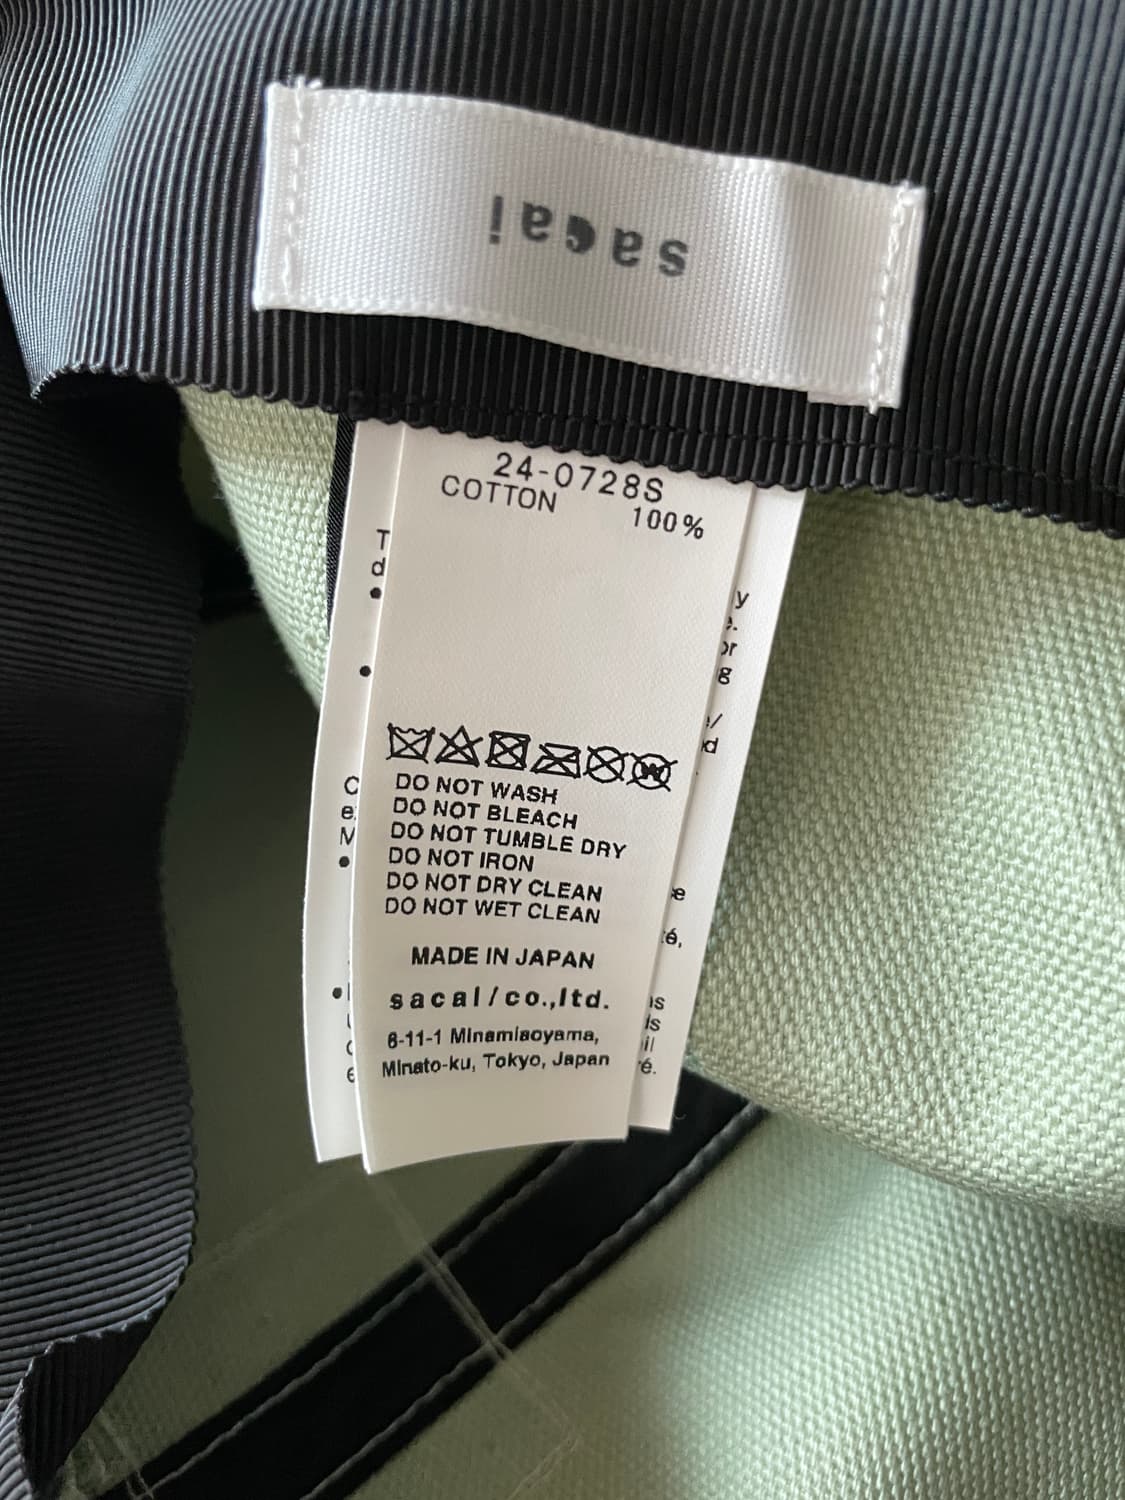 sacai
24-0728S
COTTON 100%
DO NOT WASH
DO NOT BLEACH
DO NOT TUMBLE DRY
DO NOT IRON
DO NOT DRY CLEAN
DO NOT WET CLEAN
MADE IN JAPAN
sacai/co.,ltd.
6-11-1 Minamiaoyama,
Minato-ku, Tokyo, Japan